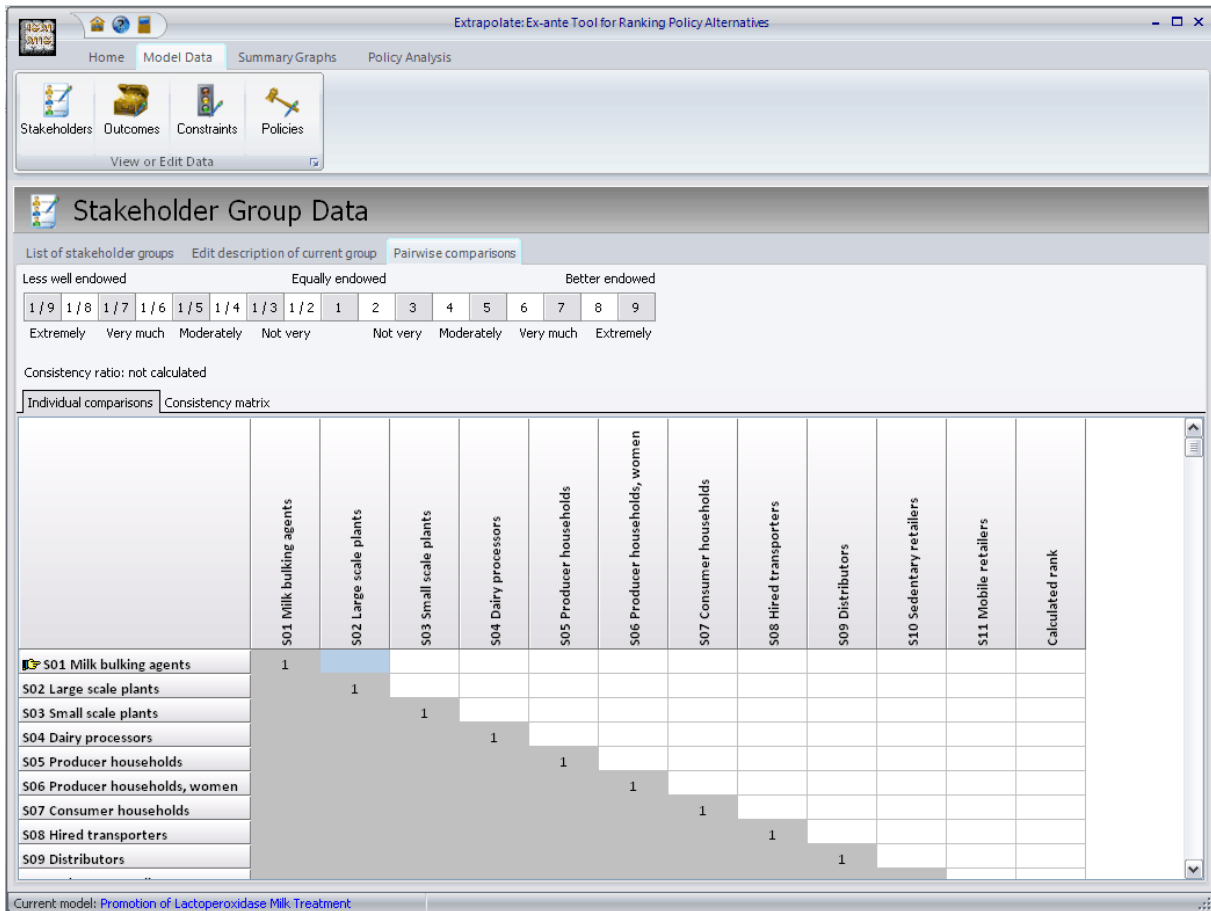 Extrapolate: Ex-ante Tool for Ranking Policy Alternatives
Home Model Data Summary Graphs Policy Analysis
Stakeholders Outcomes Constraints Policies
View or Edit Data
Stakeholder Group Data
List of stakeholder groups Edit description of current group Pairwise comparisons
Less well endowed Equally endowed Better endowed
1/9 1/8 1/7 1/6 1/5 1/4 1/3 1/2 1 2 3 4 5 6 7 8 9
Extremely Very much Moderately Not very Not very Moderately Very much Extremely
Consistency ratio: not calculated
Individual comparisons Consistency matrix
S01 Milk bulking agents
S02 Large scale plants
S03 Small scale plants
S04 Dairy processors
S05 Producer households
S06 Producer households, women
S07 Consumer households
S08 Hired transporters
S09 Distributors
S10 Sedentary retailers
S11 Mobile retailers
Calculated rank
S01 Milk bulking agents 1
S02 Large scale plants 1
S03 Small scale plants 1
S04 Dairy processors 1
S05 Producer households 1
S06 Producer households, women 1
S07 Consumer households 1
S08 Hired transporters 1
S09 Distributors 1
Current model: Promotion of Lactoperoxidase Milk Treatment